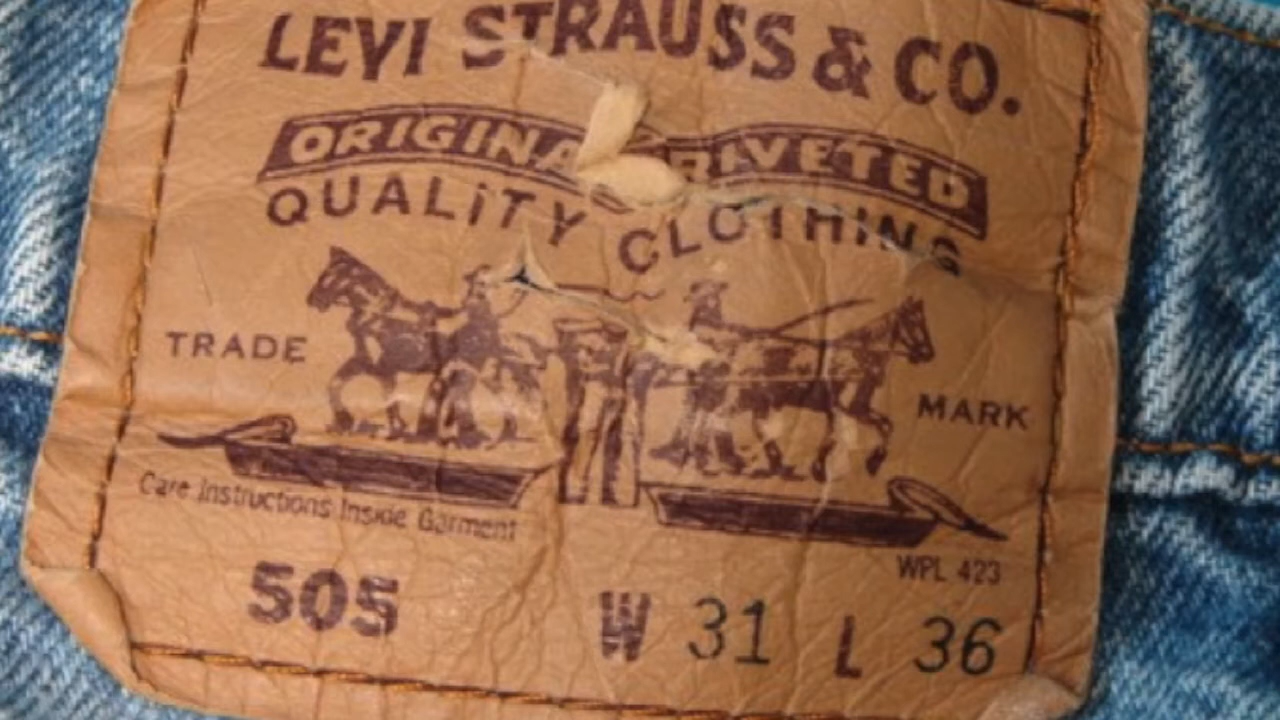 LEVI STRAUSS & CO.
ORIGINAL RIVETED
QUALITY CLOTHING
TRADE MARK
Care Instructions Inside Garment
WPL 423
505 W 31 L 36